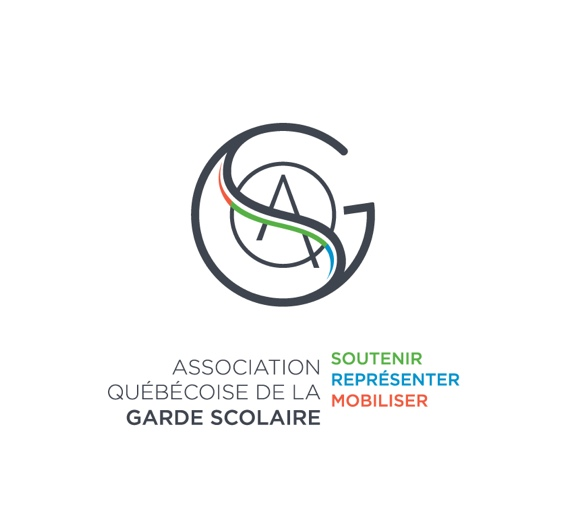 ASSOCIATION
QUÉBÉCOISE DE LA
GARDE SCOLAIRE
SOUTENIR
REPRÉSENTER
MOBILISER